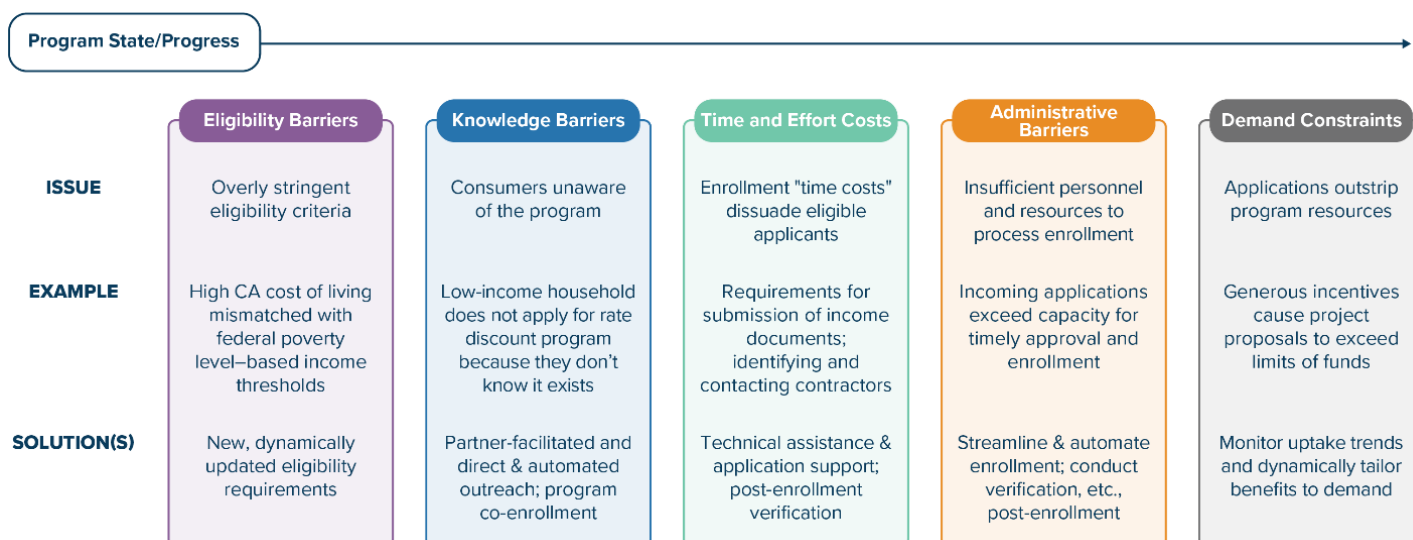 Program State/Progress
Eligibility Barriers
Knowledge Barriers
Time and Effort Costs
Administrative
Barriers
Demand Constraints
ISSUE
Overly stringent
eligibility criteria
Consumers unaware
of the program
Enrollment "time costs"
dissuade eligible
applicants
Insufficient personnel
and resources to
process enrollment
Applications outstrip
program resources
EXAMPLE
High CA cost of living
mismatched with
federal poverty
level–based income
thresholds
Low-income household
does not apply for rate
discount program
because they don't
know it exists
Requirements for
submission of income
documents;
identifying and
contacting contractors
Incoming applications
exceed capacity for
timely approval and
enrollment
Generous incentives
cause project
proposals to exceed
limits of funds
SOLUTION(S)
New, dynamically
updated eligibility
requirements
Partner-facilitated and
direct & automated
outreach; program
co-enrollment
Technical assistance &
application support;
post-enrollment
verification
Streamline & automate
enrollment; conduct
verification, etc.,
post-enrollment
Monitor uptake trends
and dynamically tailor
benefits to demand